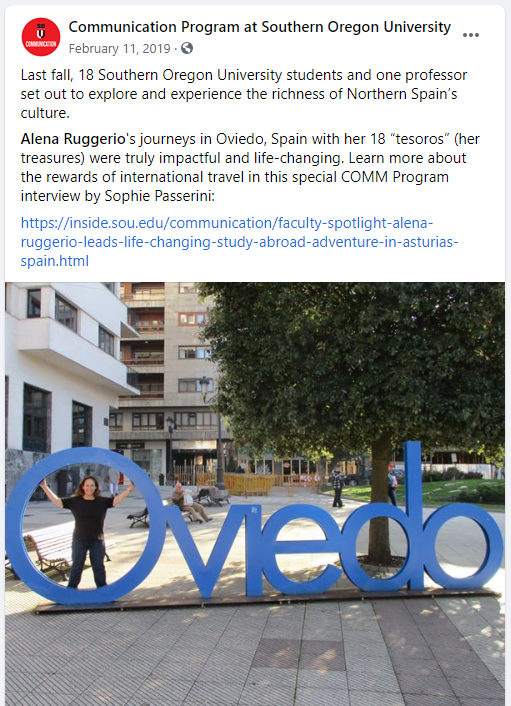 Communication Program at Southern Oregon University
February 11, 2019 ·
Last fall, 18 Southern Oregon University students and one professor
set out to explore and experience the richness of Northern Spain's
culture.
Alena Ruggerio's journeys in Oviedo, Spain with her 18 "tesoros" (her
treasures) were truly impactful and life-changing. Learn more about
the rewards of international travel in this special COMM Program
interview by Sophie Passerini:
https://inside.sou.edu/communication/faculty-spotlight-alena-
ruggerio-leads-life-changing-study-abroad-adventure-in-asturias-
spain.html
Oviedo